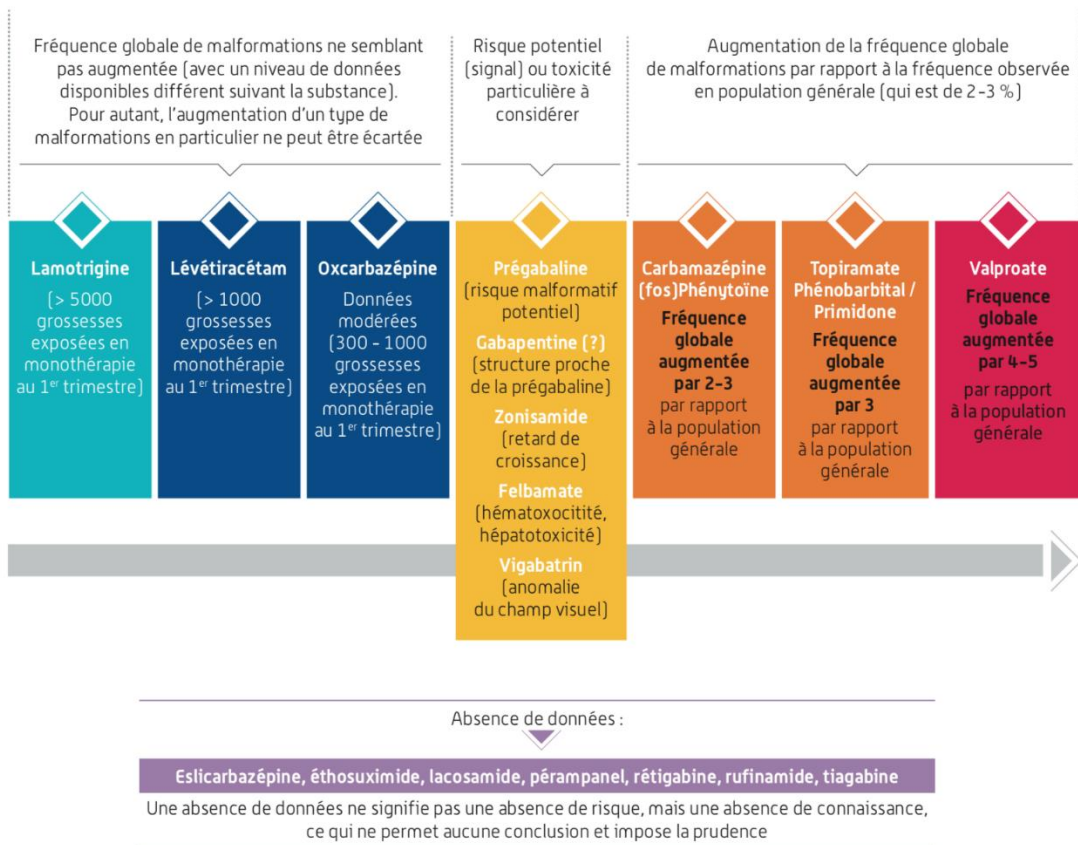 Fréquence globale de malformations ne semblant
pas augmentée (avec un niveau de données
disponibles différent suivant la substance).
Pour autant, l'augmentation d'un type de
malformations en particulier ne peut être écartée
Risque potentiel
(signal) ou toxicité
particulière à
considérer
Augmentation de la fréquence globale
de malformations par rapport à la fréquence observée
en population générale (qui est de 2-3 %)
Lamotrigine
(> 5000
grossesses
exposées en
monothérapie
au 1er trimestre)
Lévétiracétam
(> 1000
grossesses
exposées en
monothérapie
au 1er trimestre)
Oxcarbazépine
Données
modérées
(300 - 1000
grossesses
exposées en
monothérapie
au 1er trimestre)
Prégabaline
(risque malformatif
potentiel)
Gabapentine (?)
(structure proche
de la prégabaline)
Zonisamide
(retard de
croissance)
Felbamate
(hématoxocitité,
hépatotoxicité)
Vigabatrin
(anomalie
du champ visuel)
Carbamazépine
(fos)Phénytoïne
Fréquence
globale
augmentée
par 2-3
par rapport
à la population
générale
Topiramate
Phénobarbital /
Primidone
Fréquence
globale
augmentée
par 3
par rapport
à la population
générale
Valproate
Fréquence
globale
augmentée
par 4-5
par rapport
à la population
générale
Absence de données :
Eslicarbazépine, éthosuximide, lacosamide, pérampanel, rétigabine, rufinamide, tiagabine
Une absence de données ne signifie pas une absence de risque, mais une absence de connaissance,
ce qui ne permet aucune conclusion et impose la prudence